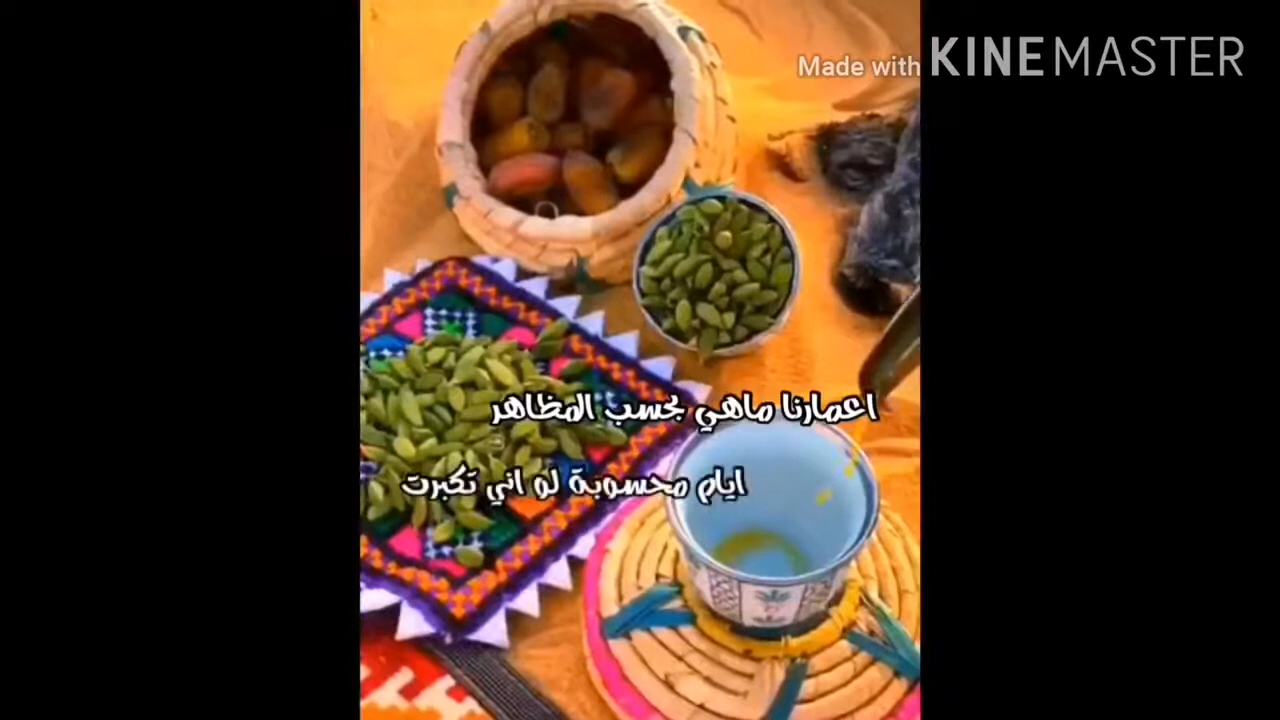 Made with KINEMASTER
اعمارنا ماهي بحسب المظاهر
ايام محسوبة لو اني تكبرت